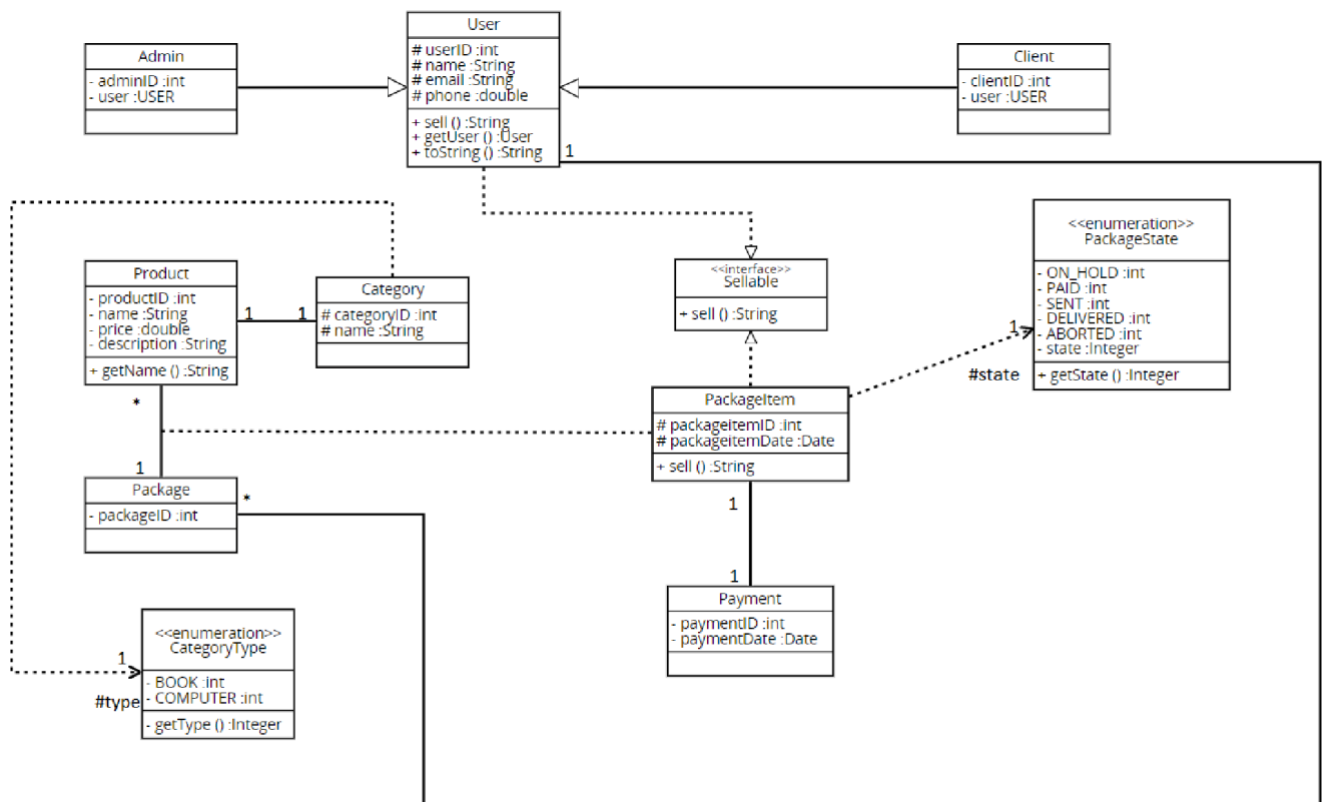 User
# userID :int
# name :String
# email :String
# phone :double
+ sell () :String
+ getUser () :User
+ toString () :String
1
Admin
- adminID :int
- user :USER
Client
- clientID :int
- user :USER
<<enumeration>>
PackageState
- ON_HOLD :int
- PAID :int
- SENT :int
- DELIVERED :int
- ABORTED :int
- state :Integer
+ getState () :Integer
1
#state
Product
- productID :int
- name :String
- price :double
- description :String
+ getName () :String
1
1
Category
# categoryID :int
# name :String
<<interface>>
Sellable
+ sell () :String
*
1
PackageItem
# packageitemID :int
# packageitemDate :Date
+ sell () :String
Package
- packageID :int
*
1
1
Payment
- paymentID :int
- paymentDate :Date
<<enumeration>>
CategoryType
- BOOK :int
- COMPUTER :int
- getType () :Integer
1
#type